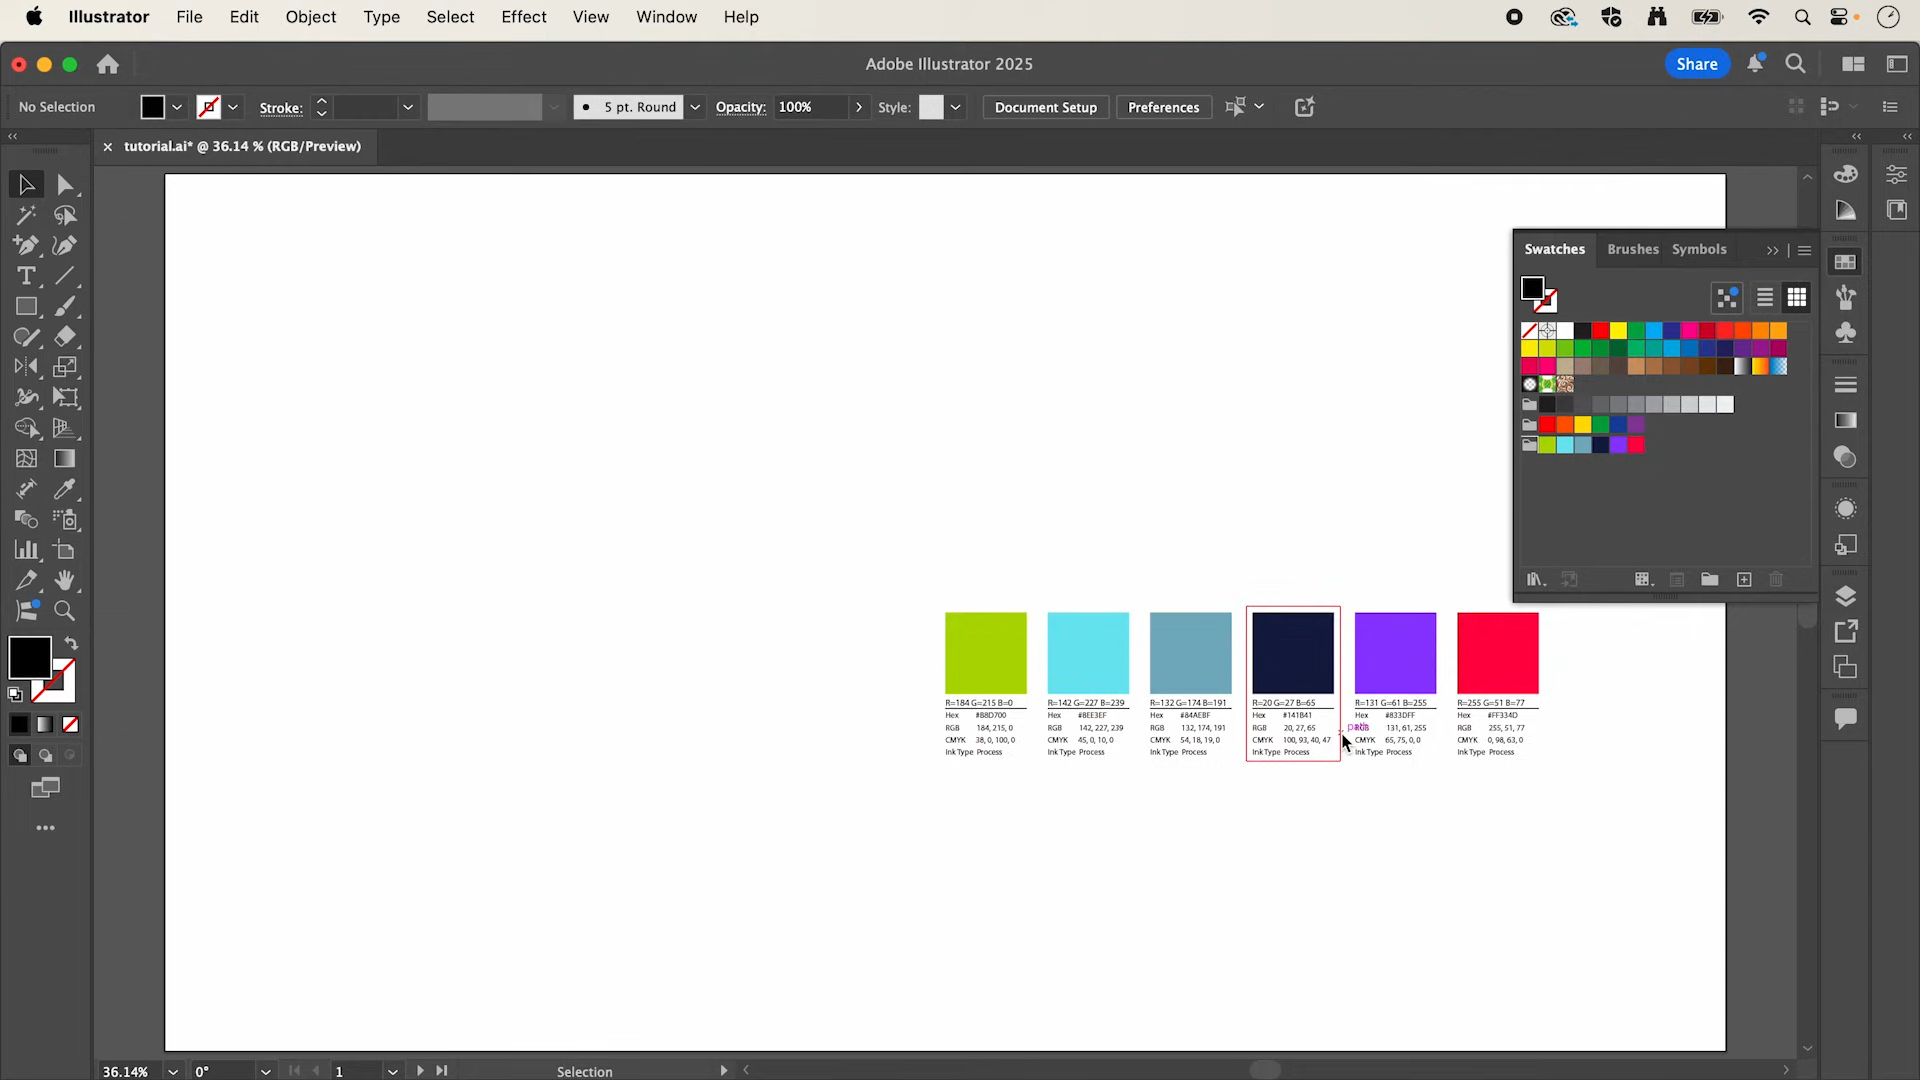 Illustrator File Edit Object Type Select Effect View Window Help
Adobe Illustrator 2025
Share
No Selection Stroke: 5 pt. Round Opacity: 100% Style: Document Setup Preferences
tutorial.ai* @ 36.14 % (RGB/Preview)
Swatches Brushes Symbols
R=184 G=215 B=0
Hex #B8D700
RGB 184, 215, 0
CMYK 38, 0, 100, 0
Ink Type Process
R=142 G=227 B=239
Hex #8EE3EF
RGB 142, 227, 239
CMYK 45, 0, 10, 0
Ink Type Process
R=132 G=174 B=191
Hex #84AEBF
RGB 132, 174, 191
CMYK 54, 18, 19, 0
Ink Type Process
R=20 G=27 B=65
Hex #141B41
RGB 20, 27, 65
CMYK 100, 93, 40, 47
Ink Type Process
path
R=131 G=61 B=255
Hex #833DFF
RGB 131, 61, 255
CMYK 65, 75, 0, 0
Ink Type Process
R=255 G=51 B=77
Hex #FF334D
RGB 255, 51, 77
CMYK 0, 98, 63, 0
Ink Type Process
36.14% 0° 1 Selection